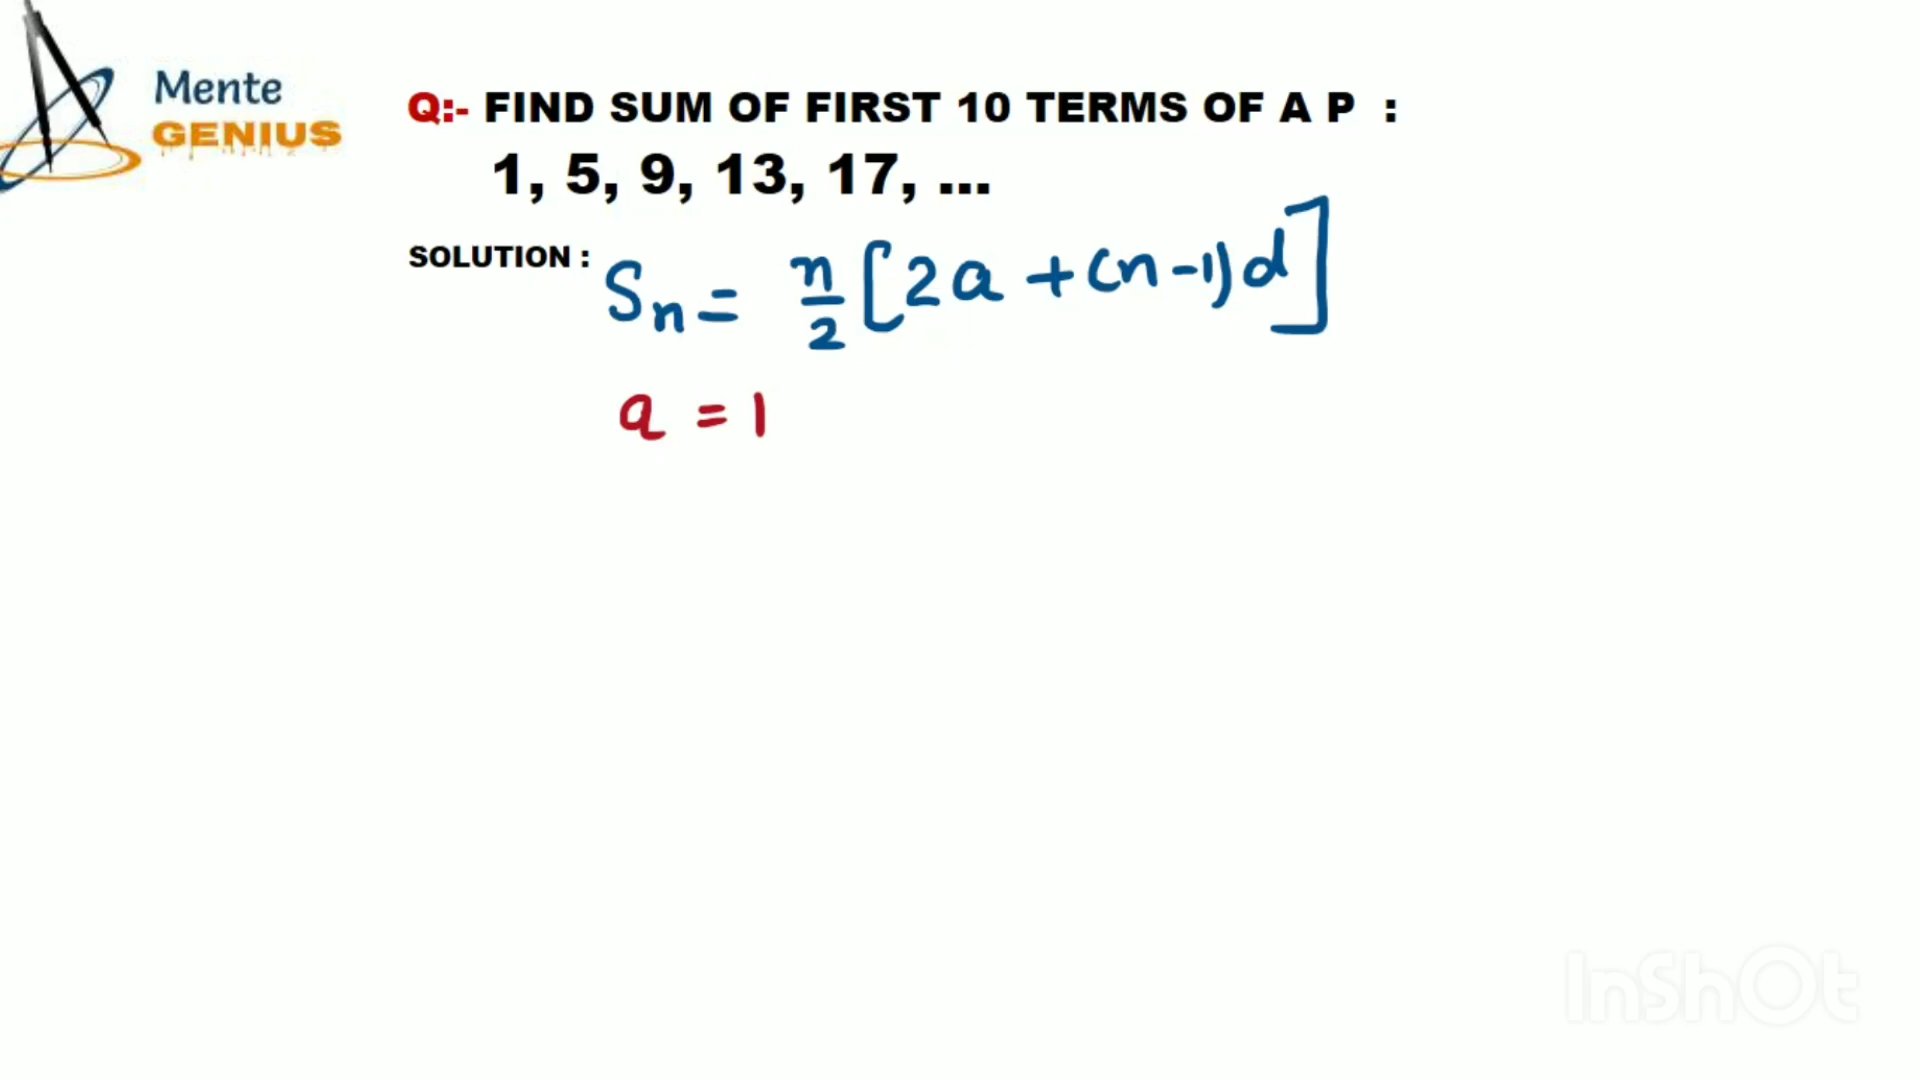 Mente
GENIUS
Q:- FIND SUM OF FIRST 10 TERMS OF A P :
1, 5, 9, 13, 17, ...
SOLUTION : Sn = n/2 [2a + (n-1)d]
a = 1
InShOt